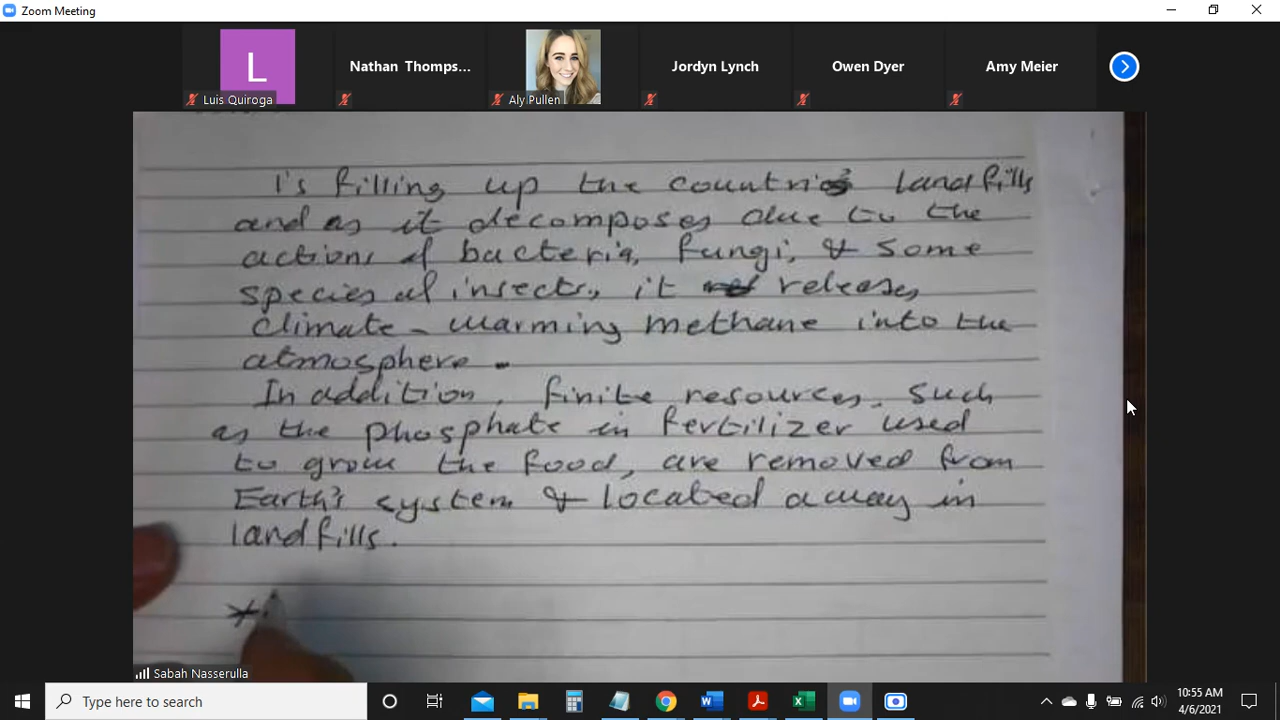 Zoom Meeting
L
Luis Quiroga
Nathan Thomps...
Aly Pullen
Jordyn Lynch
Owen Dyer
Amy Meier
is filling up the countries landfills
and as it decomposes due to the
actions of bacteria, fungi, & some
species of insects, it releases
climate-warming methane into the
atmosphere.
In addition, finite resources, such
as the phosphate in fertilizer used
to grow the food, are removed from
Earth's system & located away in
landfills.
*
Sabah Nasserulla
Type here to search
10:55 AM
4/6/2021